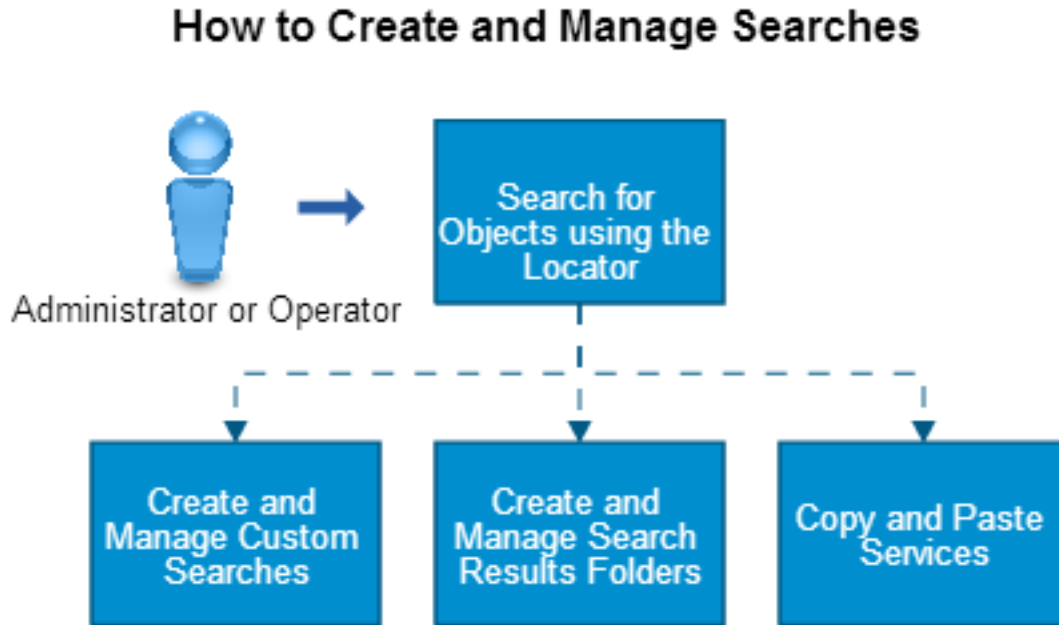 How to Create and Manage Searches
Search for
Objects using the
Locator
Administrator or Operator
Create and
Manage Custom
Searches
Create and
Manage Search
Results Folders
Copy and Paste
Services